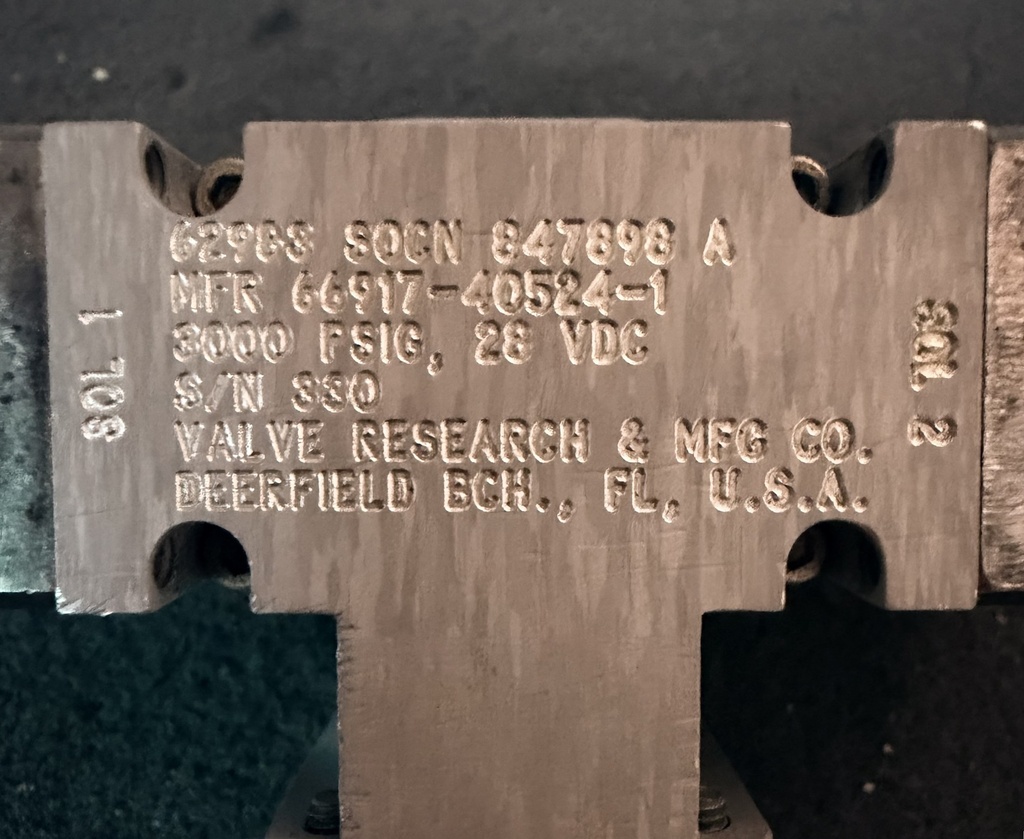 62983 SOCN 847898 A
MFR 66917-40524-1
3000 PSIG, 28 VDC
S/N 330
VALVE RESEARCH & MFG CO.
DEERFIELD BCH., FL, U.S.A.
SOL 1
SOL 2